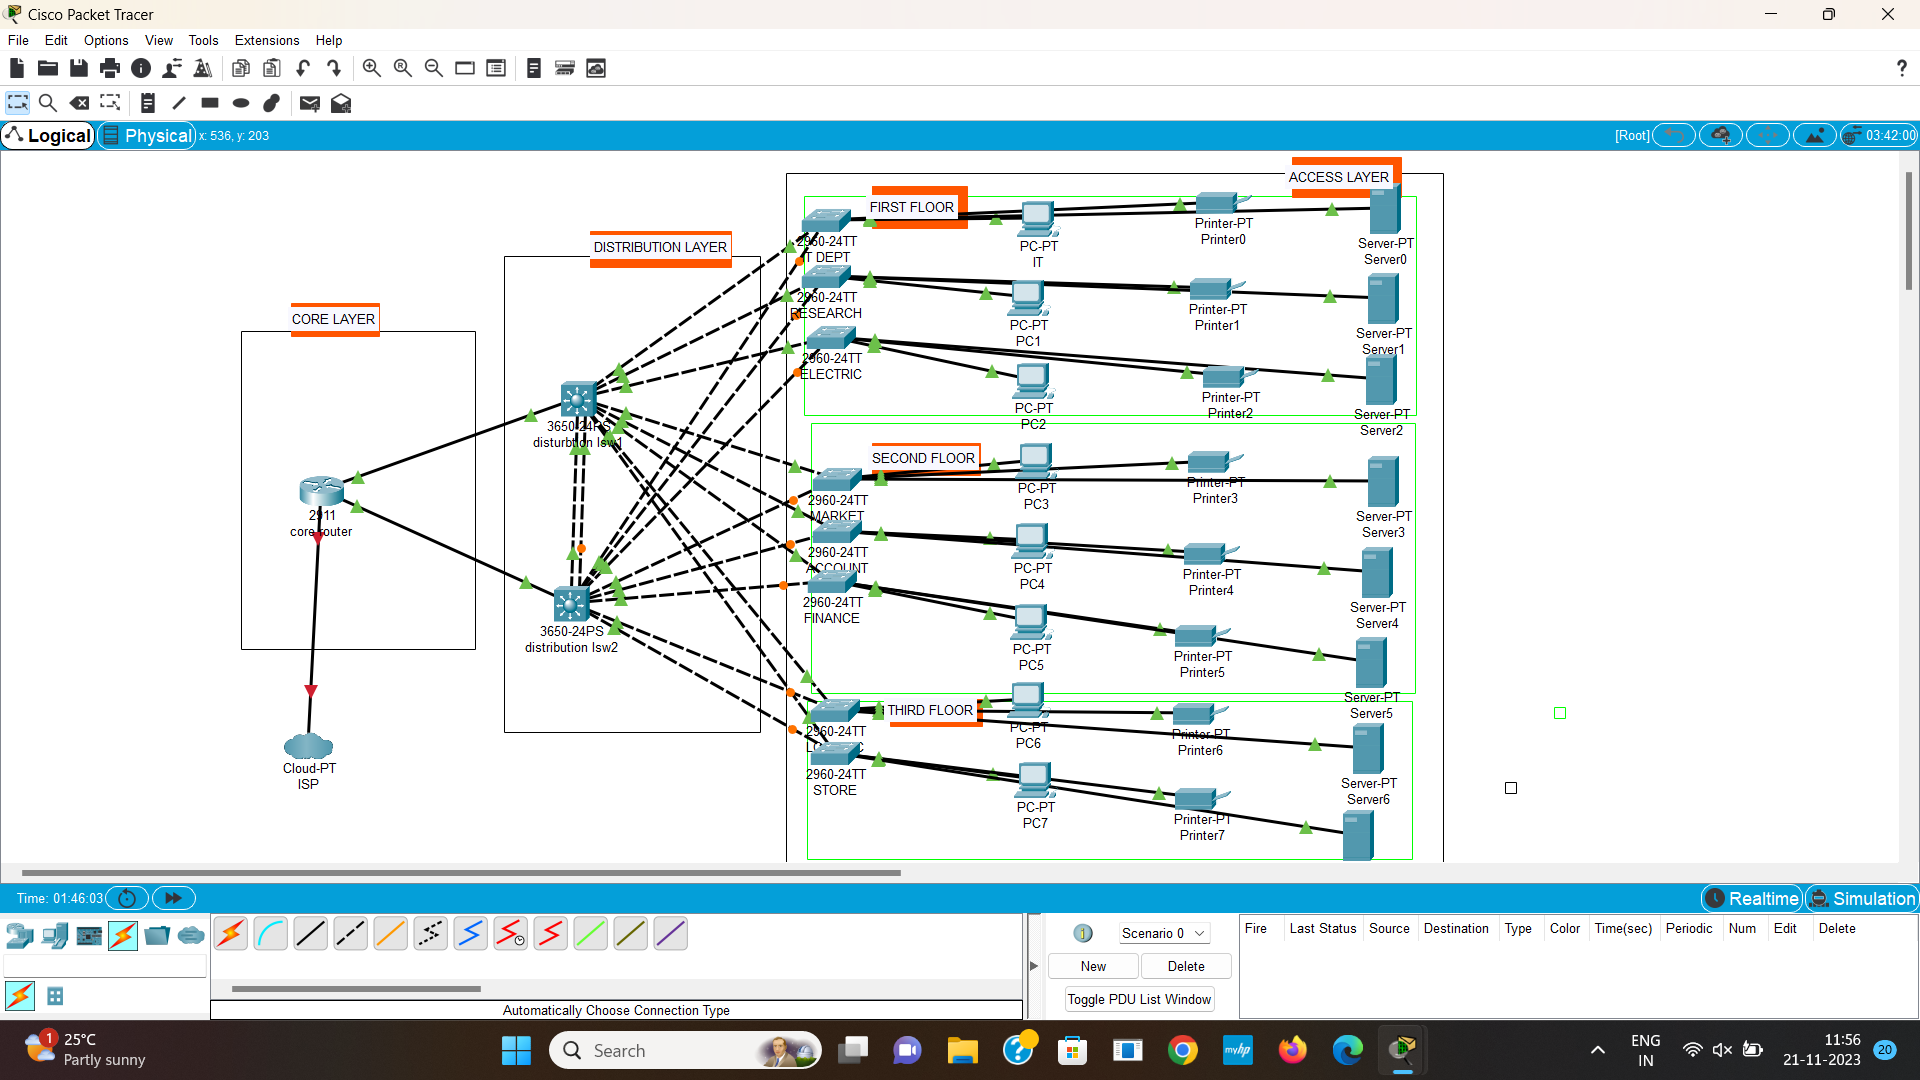 Cisco Packet Tracer
File Edit Options View Tools Extensions Help
Logical Physical x: 536, y: 203 [Root] 03:42:00
ACCESS LAYER
FIRST FLOOR
DISTRIBUTION LAYER
CORE LAYER
2960-24TT
IT DEPT
PC-PT
IT
Printer-PT
Printer0
Server-PT
Server0
2960-24TT
RESEARCH
PC-PT
PC1
Printer-PT
Printer1
Server-PT
Server1
2960-24TT
ELECTRIC
PC-PT
PC2
Printer-PT
Printer2
Server-PT
Server2
3650-24PS
disturbtion lsw1
SECOND FLOOR
2960-24TT
MARKET
PC-PT
PC3
Printer-PT
Printer3
Server-PT
Server3
2911
core router
2960-24TT
ACCOUNT
PC-PT
PC4
Printer-PT
Printer4
Server-PT
Server4
2960-24TT
FINANCE
PC-PT
PC5
Printer-PT
Printer5
Server-PT
Server5
3650-24PS
distribution lsw2
THIRD FLOOR
2960-24TT
PC-PT
PC6
Printer-PT
Printer6
Server-PT
Server6
2960-24TT
STORE
PC-PT
PC7
Printer-PT
Printer7
Cloud-PT
ISP
Time: 01:46:03 Realtime Simulation
Scenario 0
New Delete
Toggle PDU List Window
Fire Last Status Source Destination Type Color Time(sec) Periodic Num Edit Delete
Automatically Choose Connection Type
1
25°C
Partly sunny
Search
myhp
ENG
IN
11:56
21-11-2023
20